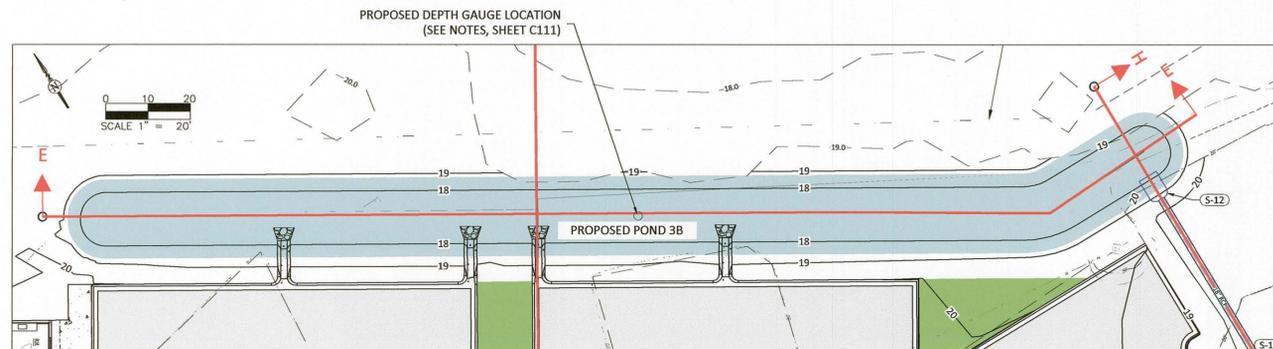 PROPOSED DEPTH GAUGE LOCATION
(SEE NOTES, SHEET C111)
N
0 10 20
SCALE 1" = 20'
20.0
18.0
19.0
H
E
E
19
19
19
19
18
18
PROPOSED POND 3B
18
18
19
19
20
20
20
S-12
20
19
S-1